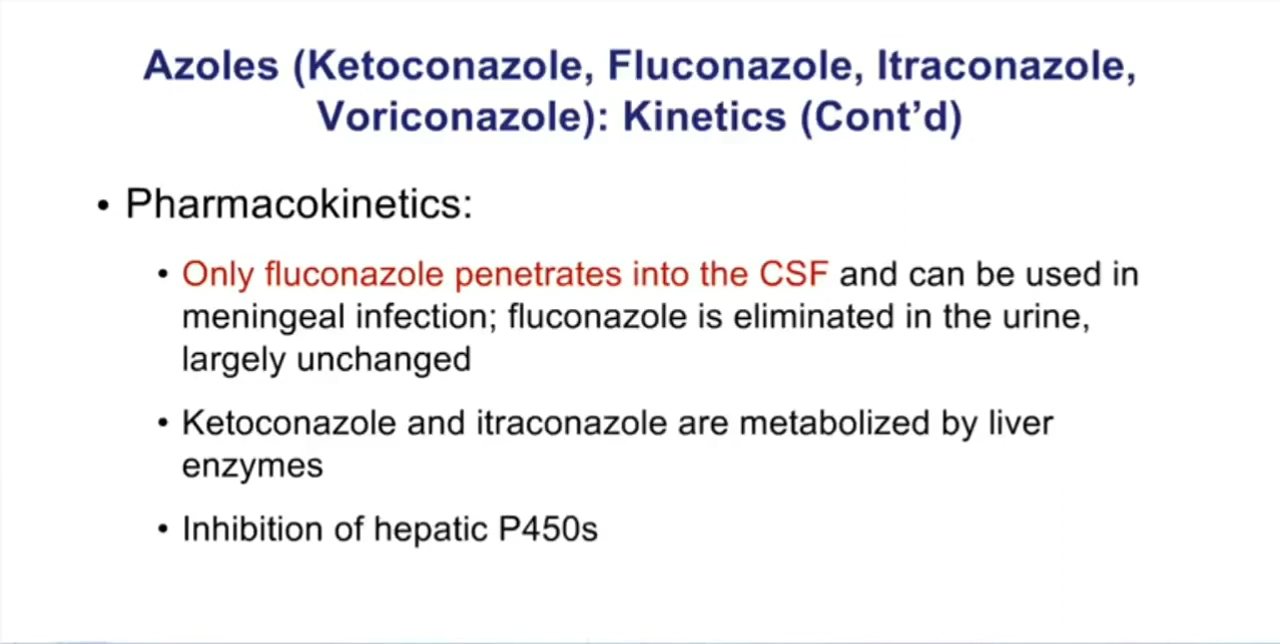 Azoles (Ketoconazole, Fluconazole, Itraconazole,
Voriconazole): Kinetics (Cont’d)
• Pharmacokinetics:
• Only fluconazole penetrates into the CSF and can be used in
meningeal infection; fluconazole is eliminated in the urine,
largely unchanged
• Ketoconazole and itraconazole are metabolized by liver
enzymes
• Inhibition of hepatic P450s